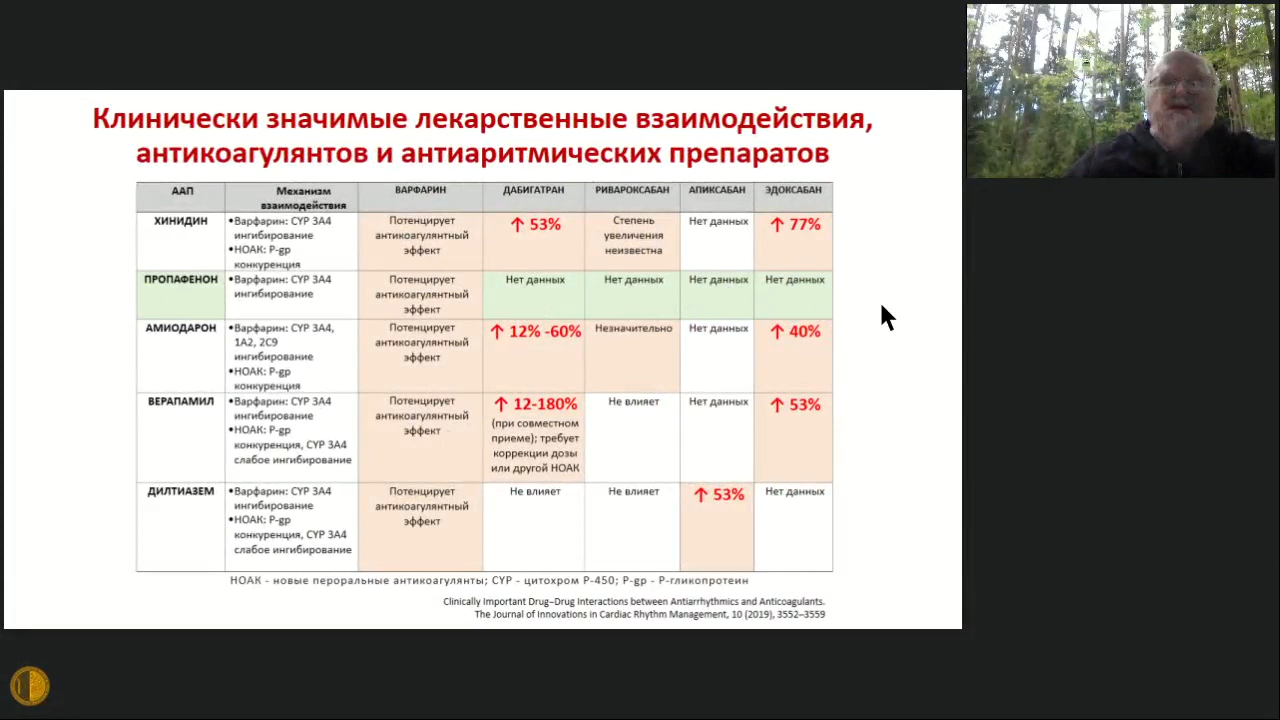 Клинически значимые лекарственные взаимодействия,
антикоагулянтов и антиаритмических препаратов
ААП
Механизм
взаимодействия
ВАРФАРИН
ДАБИГАТРАН
РИВАРОКСАБАН
АПИКСАБАН
ЭДОКСАБАН
ХИНИДИН
•Варфарин: CYP 3A4
ингибирование
•НОАК: P-gp
конкуренция
Потенцирует
антикоагулянтный
эффект
↑ 53%
Степень
увеличения
неизвестна
Нет данных
↑ 77%
ПРОПАФЕНОН
•Варфарин: CYP 3A4
ингибирование
Потенцирует
антикоагулянтный
эффект
Нет данных
Нет данных
Нет данных
Нет данных
АМИОДАРОН
•Варфарин: CYP 3A4,
1A2, 2C9
ингибирование
•НОАК: P-gp
конкуренция
Потенцирует
антикоагулянтный
эффект
↑ 12% -60%
Незначительно
Нет данных
↑ 40%
ВЕРАПАМИЛ
•Варфарин: CYP 3A4
ингибирование
•НОАК: P-gp
конкуренция, CYP 3A4
слабое ингибирование
Потенцирует
антикоагулянтный
эффект
↑ 12-180%
(при совместном
приеме); требует
коррекции дозы
или другой НОАК
Не влияет
Нет данных
↑ 53%
ДИЛТИАЗЕМ
•Варфарин: CYP 3A4
ингибирование
•НОАК: P-gp
конкуренция, CYP 3A4
слабое ингибирование
Потенцирует
антикоагулянтный
эффект
Не влияет
Не влияет
↑ 53%
Нет данных
НОАК - новые пероральные антикоагулянты; CYP - цитохром P-450; P-gp - P-гликопротеин
Clinically Important Drug–Drug Interactions between Antiarrhythmics and Anticoagulants.
The Journal of Innovations in Cardiac Rhythm Management, 10 (2019), 3552–3559